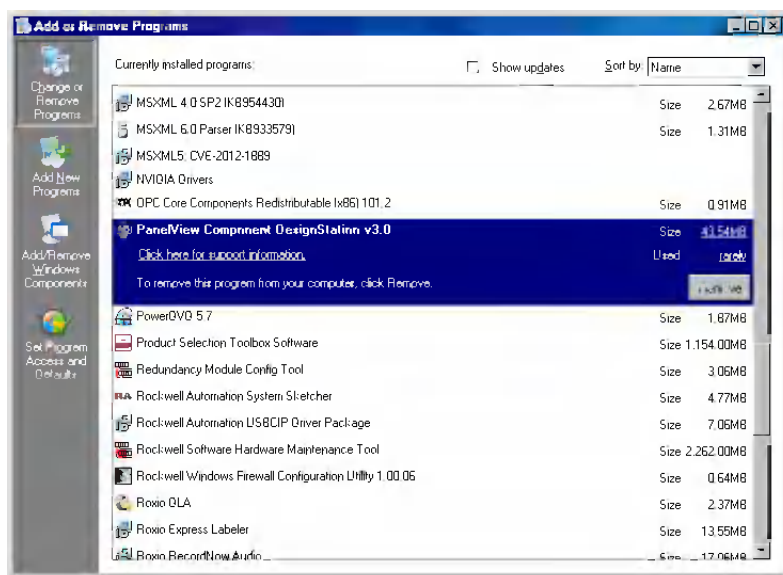 Add or Remove Programs
Change or Remove Programs
Add New Programs
Add/Remove Windows Components
Set Program Access and Defaults
Currently installed programs:
Show updates
Sort by: Name
MSXML 4.0 SP2 (KB954430) Size 2.67MB
MSXML 6.0 Parser (KB933579) Size 1.31MB
MSXML5: CVE-2012-1889
NVIDIA Drivers
OPC Core Components Redistributable (x86) 101.2 Size 0.91MB
PanelView Component DesignStation v3.0 Size 43.54MB
Click here for support information. Used rarely
To remove this program from your computer, click Remove. Remove
PowerDVD 5.7 Size 1.67MB
Product Selection Toolbox Software Size 1,154.00MB
Redundancy Module Config Tool Size 3.06MB
Rockwell Automation System Sketcher Size 4.77MB
Rockwell Automation USBCIP Driver Package Size 7.06MB
Rockwell Software Hardware Maintenance Tool Size 2,262.00MB
Rockwell Windows Firewall Configuration Utility 1.00.06 Size 0.64MB
Roxio DLA Size 2.37MB
Roxio Express Labeler Size 13.55MB
Roxio RecordNow Audio Size 17.06MB